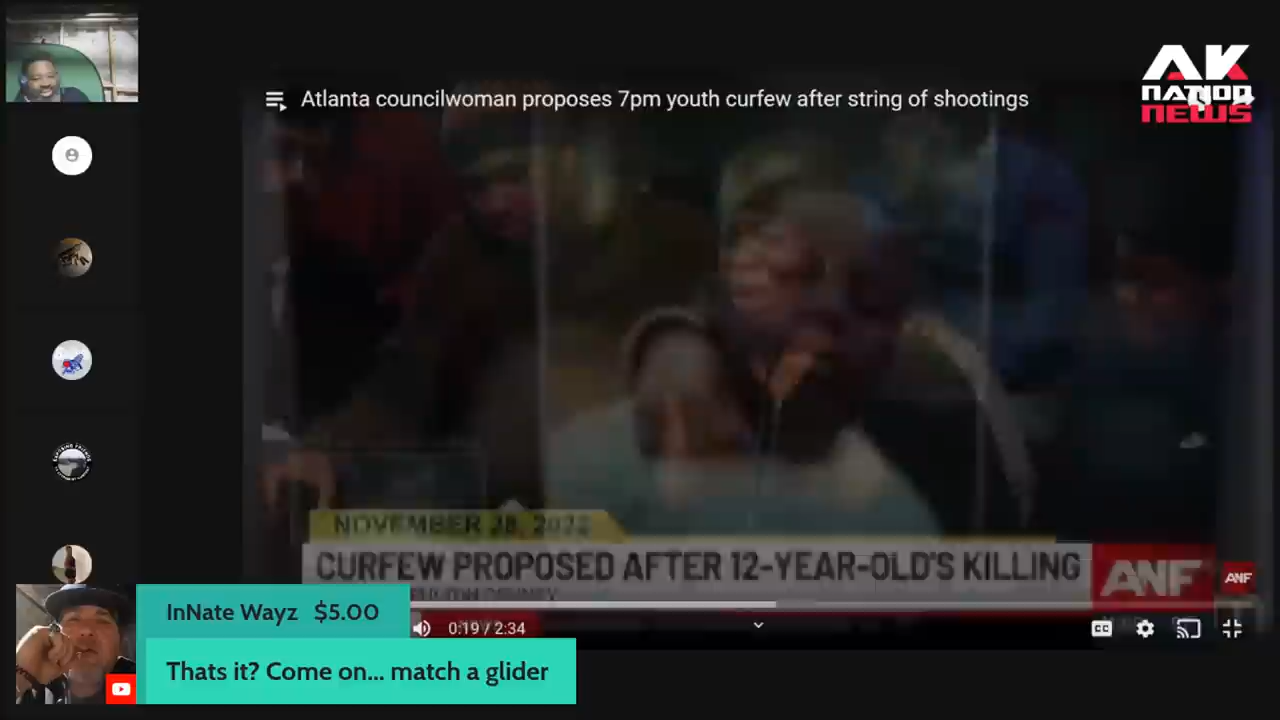 AK
NATION
NEWS
Atlanta councilwoman proposes 7pm youth curfew after string of shootings
NOVEMBER 28, 2022
CURFEW PROPOSED AFTER 12-YEAR-OLD'S KILLING
ANF
ANF
InNate Wayz $5.00
0:19 / 2:34
CC
Thats it? Come on... match a glider